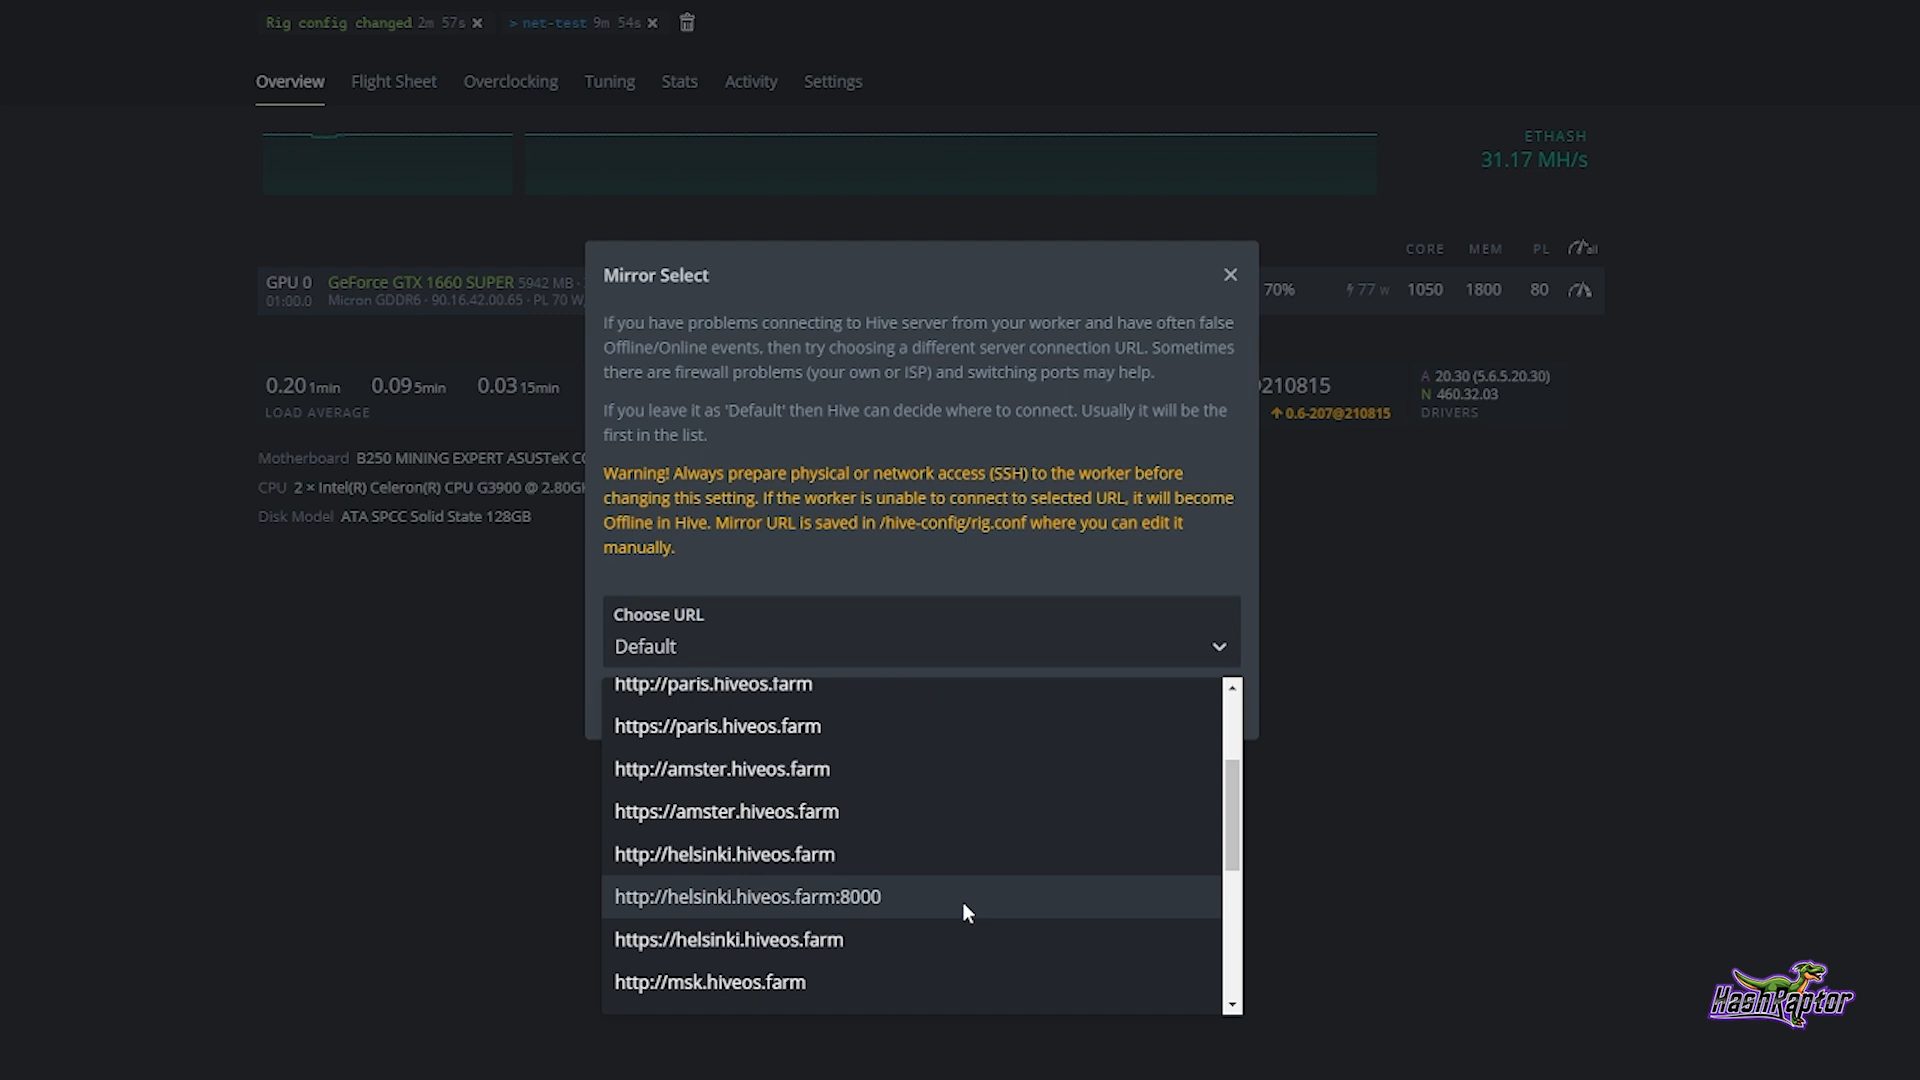 Rig config changed 2m 57s × > net-test 9m 54s ×
Overview Flight Sheet Overclocking Tuning Stats Activity Settings
ETHASH
31.17 MH/s
CORE MEM PL all
GPU 0 GeForce GTX 1660 SUPER 5942 MB ·
01:00.0 Micron GDDR6 · 90.16.42.00.65 · PL 70 W,
70% 77 W 1050 1800 80
0.20 1min 0.09 5min 0.03 15min
LOAD AVERAGE
210815
0.6-207@210815
A 20.30 (5.6.5.20.30)
N 460.32.03
DRIVERS
Motherboard B250 MINING EXPERT ASUSTeK
CPU 2 × Intel(R) Celeron(R) CPU G3900 @ 2.80G
Disk Model ATA SPCC Solid State 128GB
Mirror Select
If you have problems connecting to Hive server from your worker and have often false
Offline/Online events, then try choosing a different server connection URL. Sometimes
there are firewall problems (your own or ISP) and switching ports may help.
If you leave it as 'Default' then Hive can decide where to connect. Usually it will be the
first in the list.
Warning! Always prepare physical or network access (SSH) to the worker before
changing this setting. If the worker is unable to connect to selected URL, it will become
Offline in Hive. Mirror URL is saved in /hive-config/rig.conf where you can edit it
manually.
Choose URL
Default
http://paris.hiveos.farm
https://paris.hiveos.farm
http://amster.hiveos.farm
https://amster.hiveos.farm
http://helsinki.hiveos.farm
http://helsinki.hiveos.farm:8000
https://helsinki.hiveos.farm
http://msk.hiveos.farm
HashRaptor